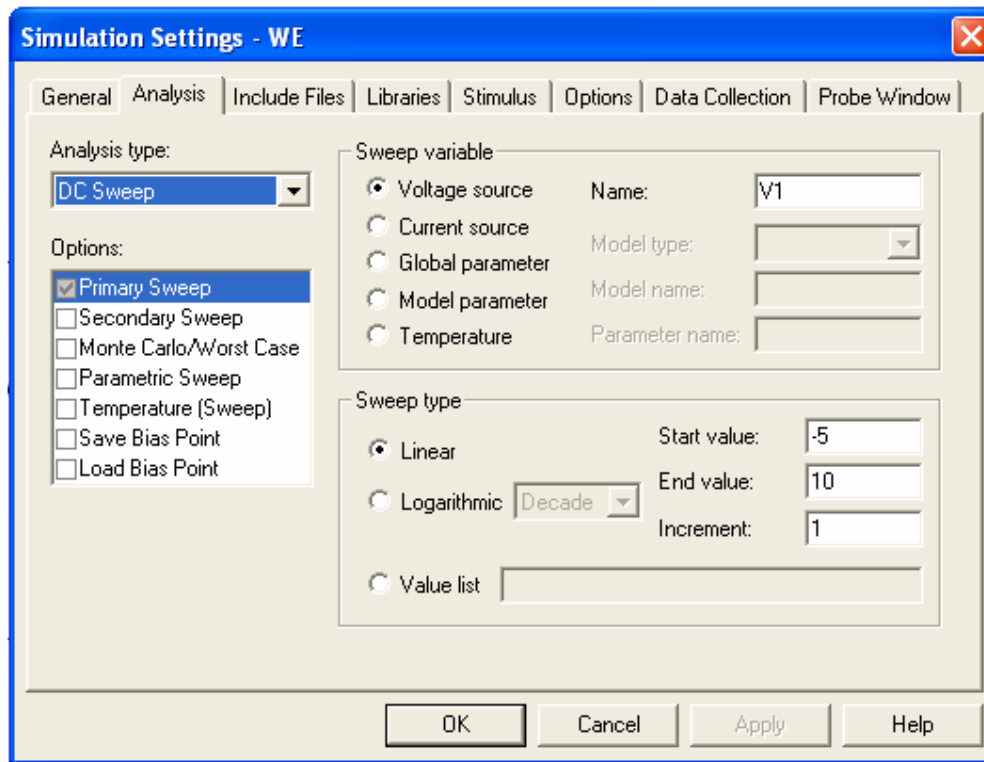 Simulation Settings - WE
General Analysis Include Files Libraries Stimulus Options Data Collection Probe Window
Analysis type:
DC Sweep
Options:
Primary Sweep
Secondary Sweep
Monte Carlo/Worst Case
Parametric Sweep
Temperature (Sweep)
Save Bias Point
Load Bias Point
Sweep variable
Voltage source
Current source
Global parameter
Model parameter
Temperature
Name: V1
Model type:
Model name:
Parameter name:
Sweep type
Linear
Logarithmic Decade
Value list
Start value: -5
End value: 10
Increment: 1
OK Cancel Apply Help